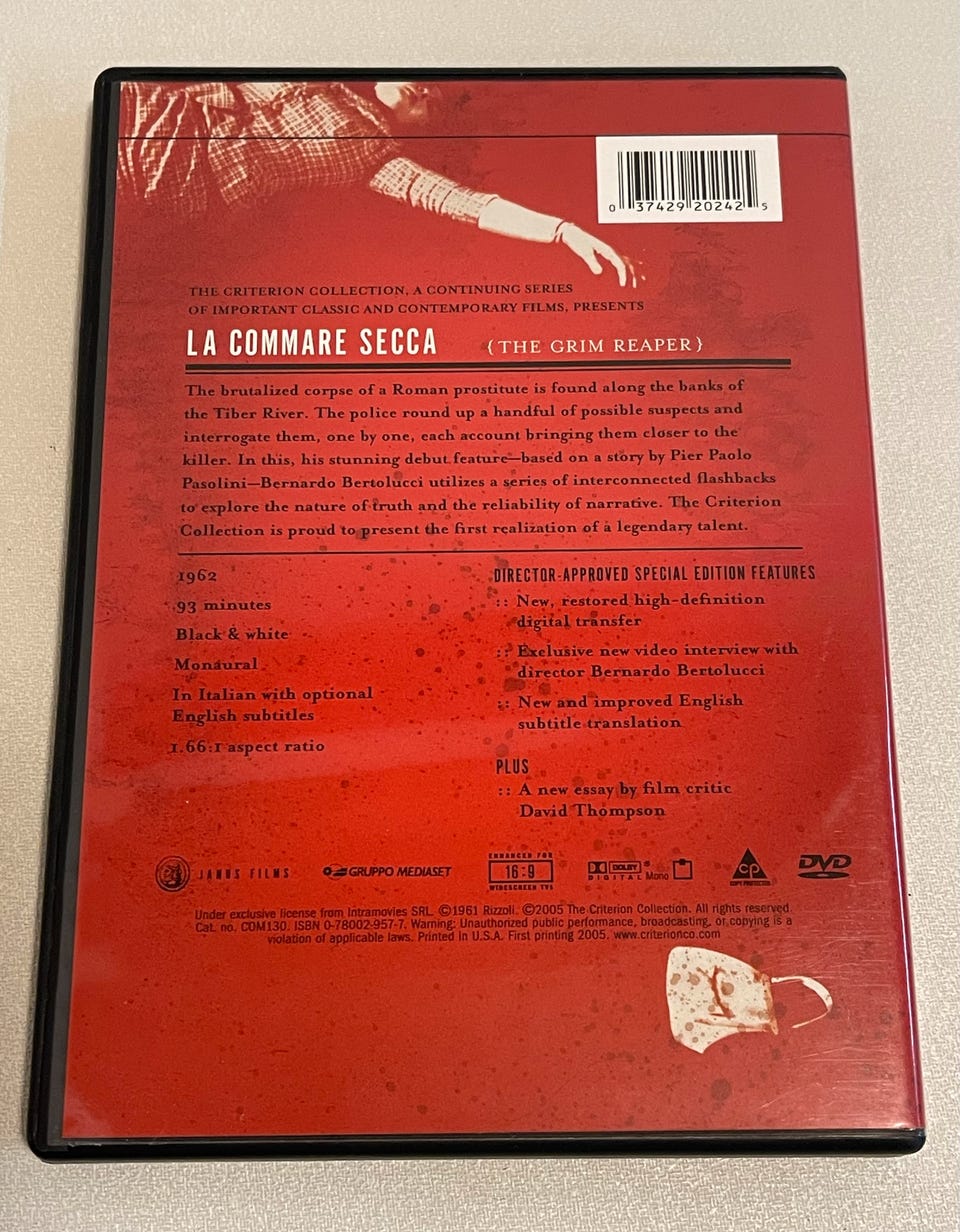 0 37429 20242 5
THE CRITERION COLLECTION, A CONTINUING SERIES
OF IMPORTANT CLASSIC AND CONTEMPORARY FILMS, PRESENTS
LA COMMARE SECCA {THE GRIM REAPER}
The brutalized corpse of a Roman prostitute is found along the banks of
the Tiber River. The police round up a handful of possible suspects and
interrogate them, one by one, each account bringing them closer to the
killer. In this, his stunning debut feature—based on a story by Pier Paolo
Pasolini—Bernardo Bertolucci utilizes a series of interconnected flashbacks
to explore the nature of truth and the reliability of narrative. The Criterion
Collection is proud to present the first realization of a legendary talent.
1962
93 minutes
Black & white
Monaural
In Italian with optional
English subtitles
1.66:1 aspect ratio
DIRECTOR-APPROVED SPECIAL EDITION FEATURES
:: New, restored high-definition
digital transfer
:: Exclusive new video interview with
director Bernardo Bertolucci
:: New and improved English
subtitle translation
PLUS
:: A new essay by film critic
David Thompson
JANUS FILMS
GRUPPO MEDIASET
ENHANCED FOR
16:9
WIDESCREEN TVS
DOLBY
DIGITAL Mono
CP
COPY PROTECTED
DVD
Under exclusive license from Intramovies SRL. ©1961 Rizzoli. ©2005 The Criterion Collection. All rights reserved.
Cat. no. COM130. ISBN 0-78002-957-7. Warning: Unauthorized public performance, broadcasting, or copying is a
violation of applicable laws. Printed in U.S.A. First printing 2005. www.criterionco.com